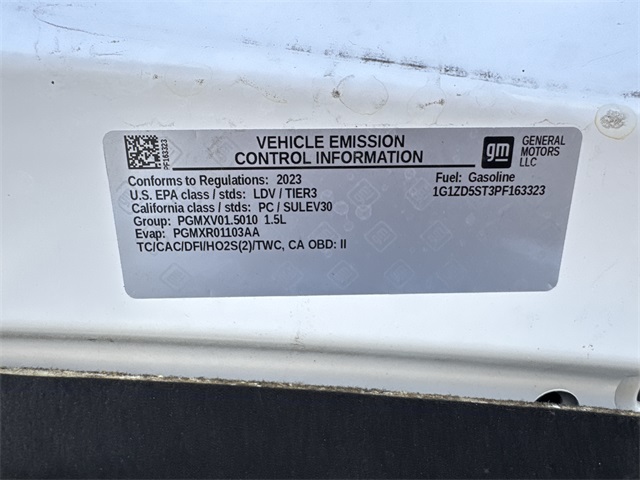 PF163323
VEHICLE EMISSION
CONTROL INFORMATION
gm GENERAL
MOTORS
LLC
Conforms to Regulations: 2023
Fuel: Gasoline
U.S. EPA class / stds: LDV / TIER3
1G1ZD5ST3PF163323
California class / stds: PC / SULEV30
Group: PGMXV01.5010 1.5L
Evap: PGMXR01103AA
TC/CAC/DFI/HO2S(2)/TWC, CA OBD: II